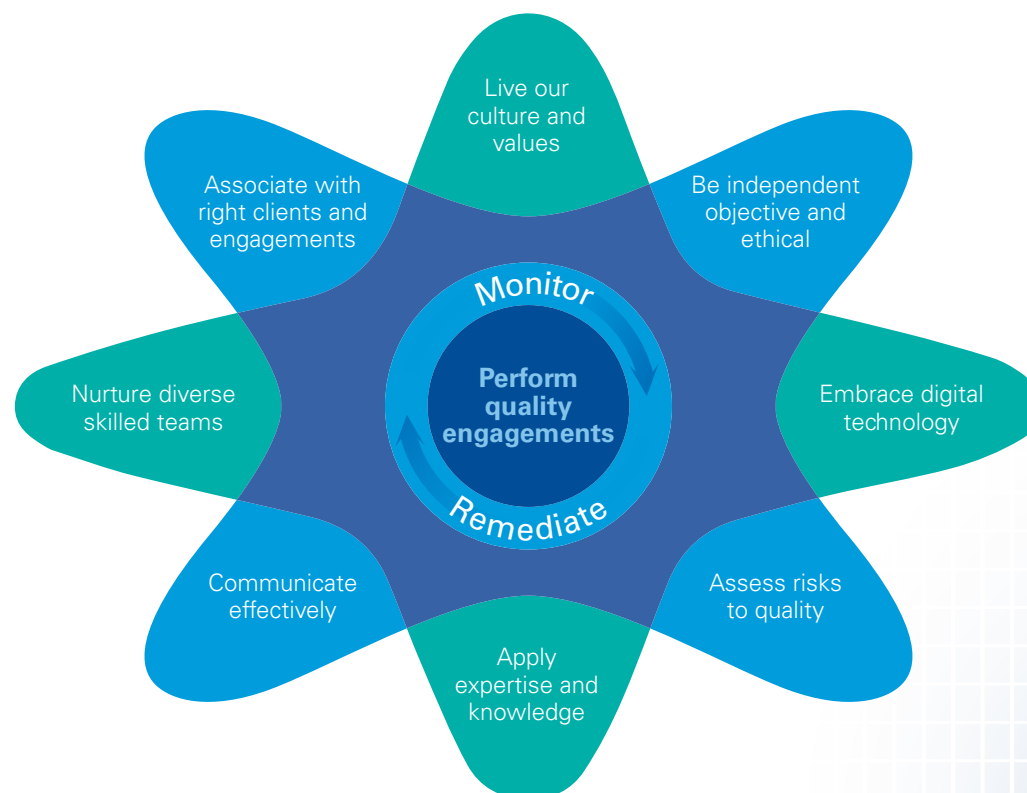 Live our
culture and
values
Associate with
right clients and
engagements
Be independent
objective and
ethical
Monitor
Perform
quality
engagements
Remediate
Nurture diverse
skilled teams
Embrace digital
technology
Communicate
effectively
Assess risks
to quality
Apply
expertise and
knowledge